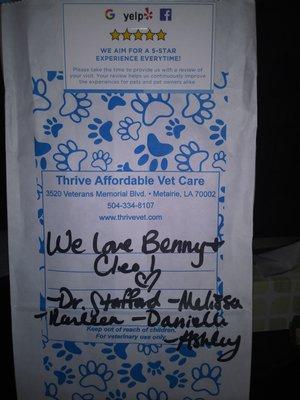 G yelp
WE AIM FOR A 5-STAR
EXPERIENCE EVERYTIME!
Please take the time to provide us with a review of
your visit. Your review helps us continuously improve
the experiences for pets and pet owners alike.
Thrive Affordable Vet Care
3520 Veterans Memorial Blvd. • Metairie, LA 70002
504-334-8107
www.thrivevet.com
We Love Benny +
Cleo!
-Dr. Stafford -Melissa
- - Danielle
-Ashley
Keep out of reach of children.
For veterinary use only.